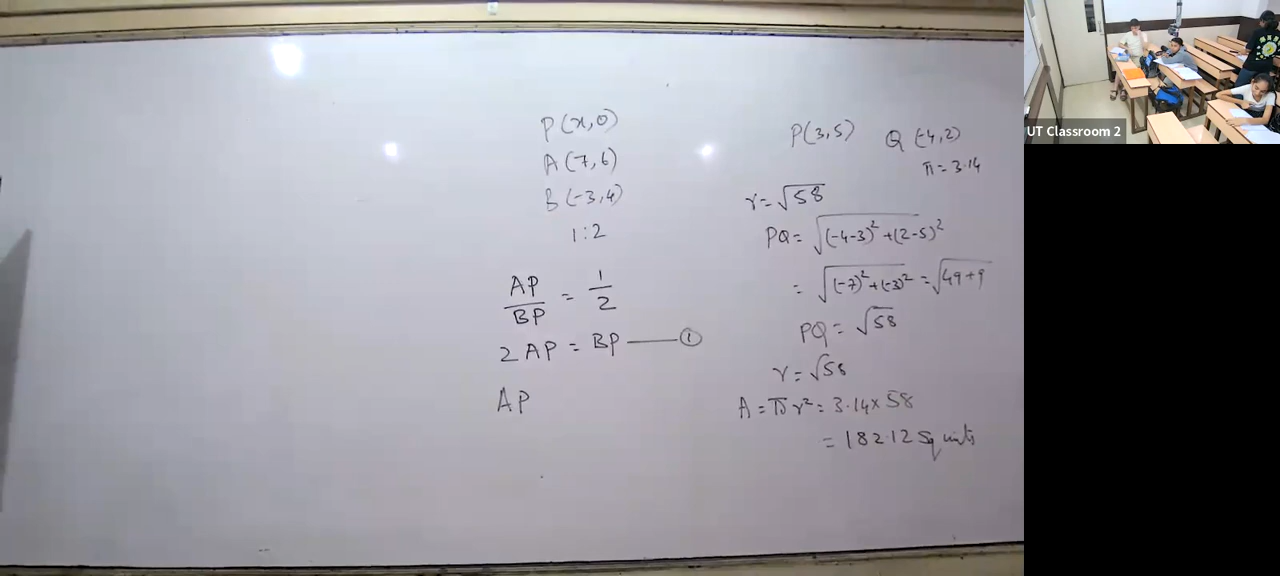 P(x,0)
A(7,6)
B(-3,4)
1:2
AP/BP = 1/2
2AP = BP —— ①
AP
P(3,5) Q(-4,2)
π = 3.14
r = √58
PQ = √(-4-3)² + (2-5)²
= √(-7)² + (-3)² = √49+9
PQ = √58
r = √58
A = πr² = 3.14 × 58
= 182.12 Sq units
UT Classroom 2